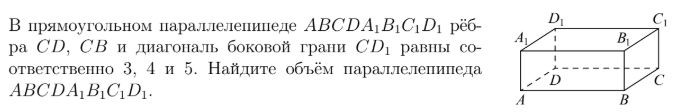 В прямоугольном параллелепипеде ABCDA₁B₁C₁D₁ рёб-
ра CD, CB и диагональ боковой грани CD₁ равны со-
ответственно 3, 4 и 5. Найдите объём параллелепипеда
ABCDA₁B₁C₁D₁.
D₁
C₁
A₁
B₁
D
C
A
B